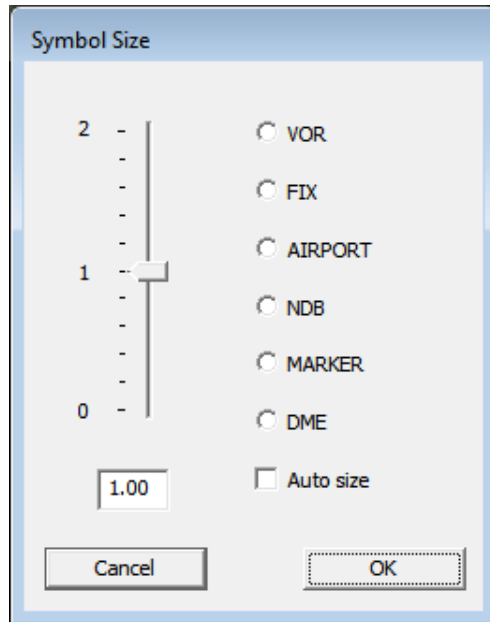 Symbol Size
2
1
0
VOR
FIX
AIRPORT
NDB
MARKER
DME
1.00
Auto size
Cancel
OK